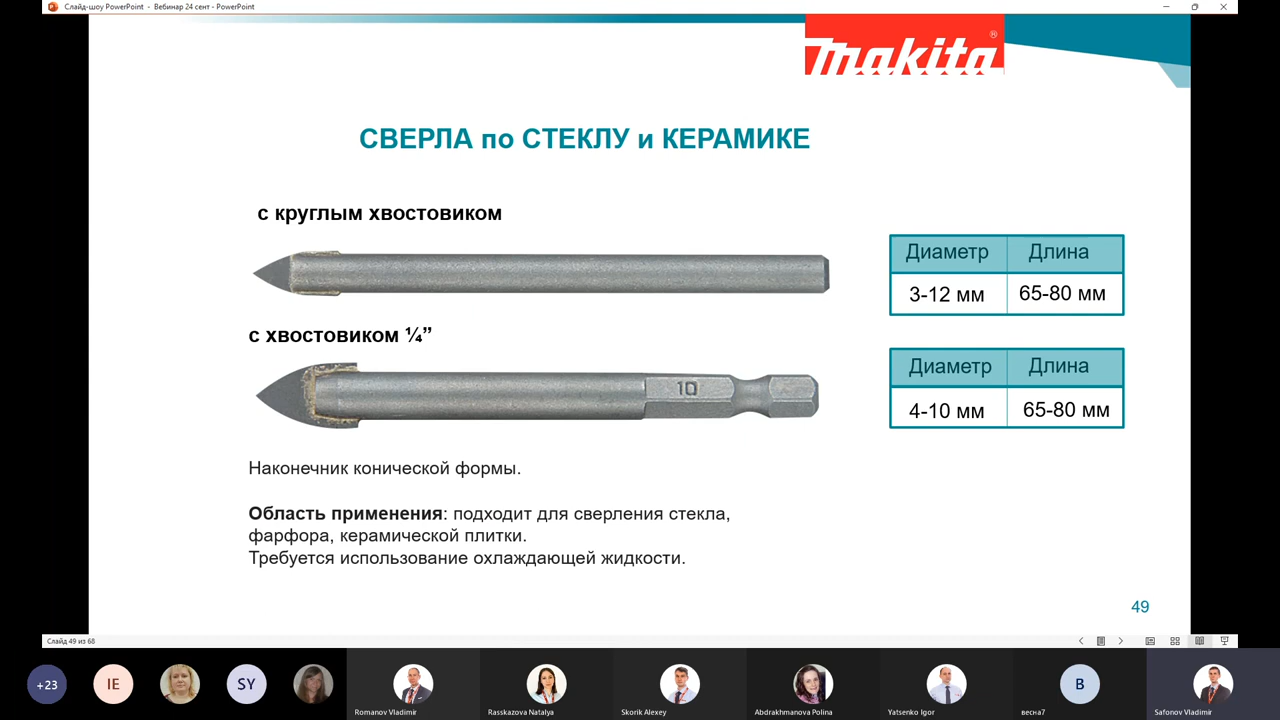 Слайд-шоу PowerPoint - Вебинар 24 сент - PowerPoint
makita®
СВЕРЛА по СТЕКЛУ и КЕРАМИКЕ
с круглым хвостовиком
Диаметр Длина
3-12 мм 65-80 мм
с хвостовиком ¼”
10
Диаметр Длина
4-10 мм 65-80 мм
Наконечник конической формы.
Область применения: подходит для сверления стекла,
фарфора, керамической плитки.
Требуется использование охлаждающей жидкости.
49
Слайд 49 из 68
+23 IE SY B
Romanov Vladimir Rasskazova Natalya Skorik Alexey Abdrakhmanova Polina Yatsenko Igor весна7 Safonov Vladimir